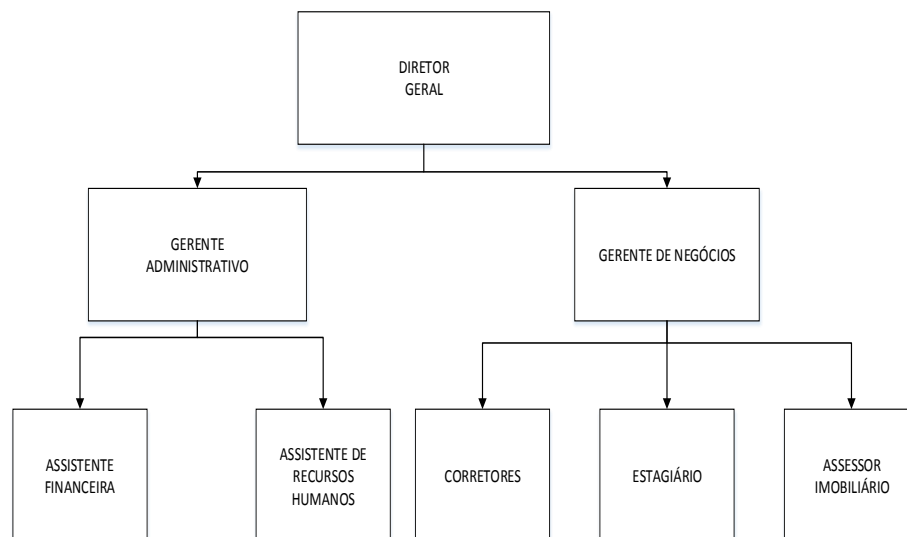 DIRETOR
GERAL
GERENTE
ADMINISTRATIVO
GERENTE DE NEGÓCIOS
ASSISTENTE
FINANCEIRA
ASSISTENTE DE
RECURSOS
HUMANOS
CORRETORES
ESTAGIÁRIO
ASSESSOR
IMOBILIÁRIO